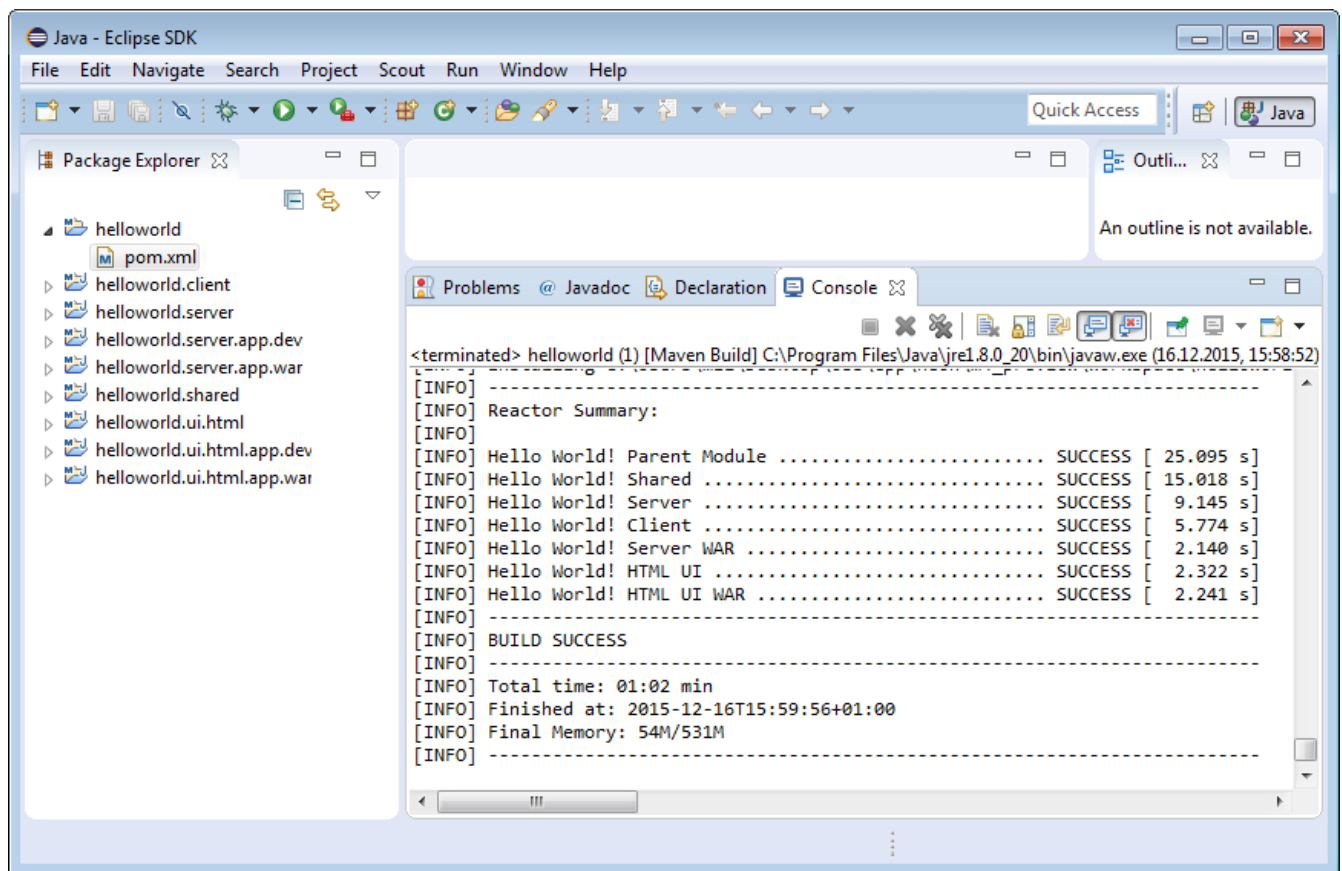 Java - Eclipse SDK
File Edit Navigate Search Project Scout Run Window Help
Quick Access
Java
Package Explorer
helloworld
pom.xml
helloworld.client
helloworld.server
helloworld.server.app.dev
helloworld.server.app.war
helloworld.shared
helloworld.ui.html
helloworld.ui.html.app.dev
helloworld.ui.html.app.war
Outli...
An outline is not available.
Problems @ Javadoc Declaration Console
<terminated> helloworld (1) [Maven Build] C:\Program Files\Java\jre1.8.0_20\bin\javaw.exe (16.12.2015, 15:58:52)
[INFO] ------------------------------------------------------------------------
[INFO] Reactor Summary:
[INFO]
[INFO] Hello World! Parent Module ......................... SUCCESS [ 25.095 s]
[INFO] Hello World! Shared ................................ SUCCESS [ 15.018 s]
[INFO] Hello World! Server ................................ SUCCESS [  9.145 s]
[INFO] Hello World! Client ................................ SUCCESS [  5.774 s]
[INFO] Hello World! Server WAR ............................ SUCCESS [  2.140 s]
[INFO] Hello World! HTML UI ............................... SUCCESS [  2.322 s]
[INFO] Hello World! HTML UI WAR ........................... SUCCESS [  2.241 s]
[INFO] ------------------------------------------------------------------------
[INFO] BUILD SUCCESS
[INFO] ------------------------------------------------------------------------
[INFO] Total time: 01:02 min
[INFO] Finished at: 2015-12-16T15:59:56+01:00
[INFO] Final Memory: 54M/531M
[INFO] ------------------------------------------------------------------------